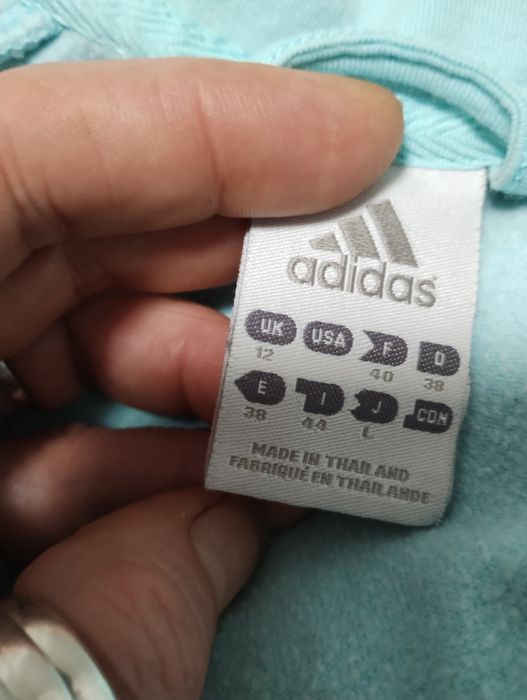 adidas
UK USA F D
12 40 38
E I J CDN
38 44 L
MADE IN THAILAND
FABRIQUÉ EN THAILANDE